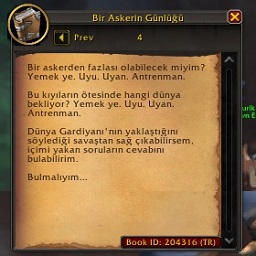 Bir Askerin Günlüğü
Prev 4
Bir askerden fazlası olabilecek miyim?
Yemek ye. Uyu. Uyan. Antrenman.
Bu kıyıların ötesinde hangi dünya
bekliyor? Yemek ye. Uyu. Uyan.
Antrenman.
Dünya Gardiyanı'nın yaklaştığını
söylediği savaştan sağ çıkabilirsem,
içimi yakan soruların cevabını
bulabilirim.
Bulmalıyım...
Book ID: 204316 (TR)